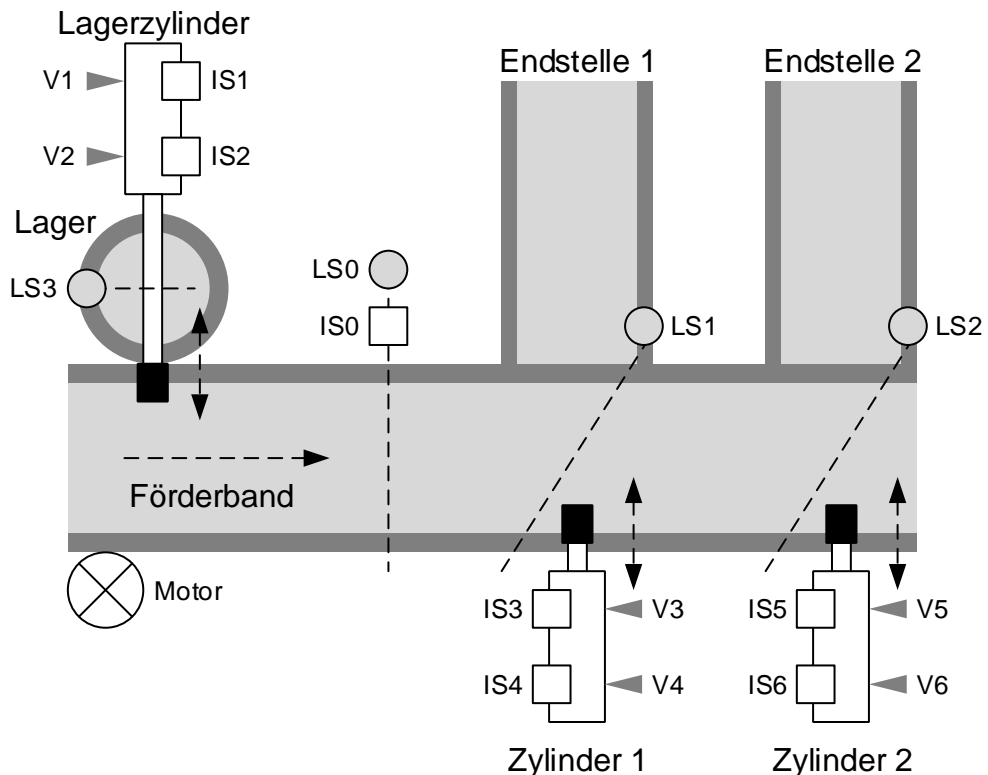 Lagerzylinder
V1
IS1
V2
IS2
Endstelle 1
Endstelle 2
Lager
LS3
LS0
IS0
LS1
LS2
Förderband
Motor
IS3
V3
IS4
V4
Zylinder 1
IS5
V5
IS6
V6
Zylinder 2